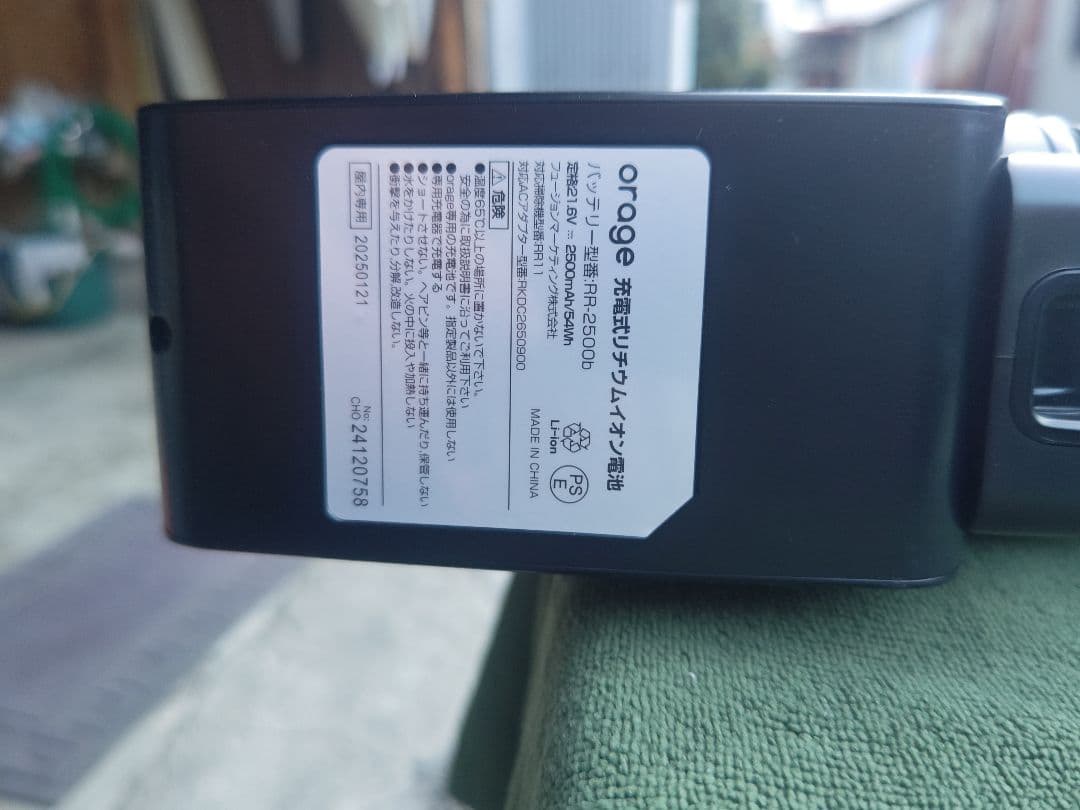 orage 充電式リチウムイオン電池
バッテリー型番:RR-2500b
定格21.6V ⎓ 2500mAh/54Wh
フュージョンマーケティング株式会社
対応掃除機型番:RR11
対応ACアダプター型番:RKDC2650900
Li-ion
PS
E
MADE IN CHINA
⚠危険
●温度65℃以上の場所に置かないで下さい。
安全の為に取扱説明書に沿ってご利用下さい
●orage専用の充電池です。指定製品以外には使用しない
●専用充電器で充電する
●ショートさせない。ヘアピン等と一緒に持ち運んだり,保管しない
●水をかけたりしない。火の中に投入や加熱しない
●衝撃を与えたり,分解,改造しない。
屋内専用 20250121
No:
CHO 24120758